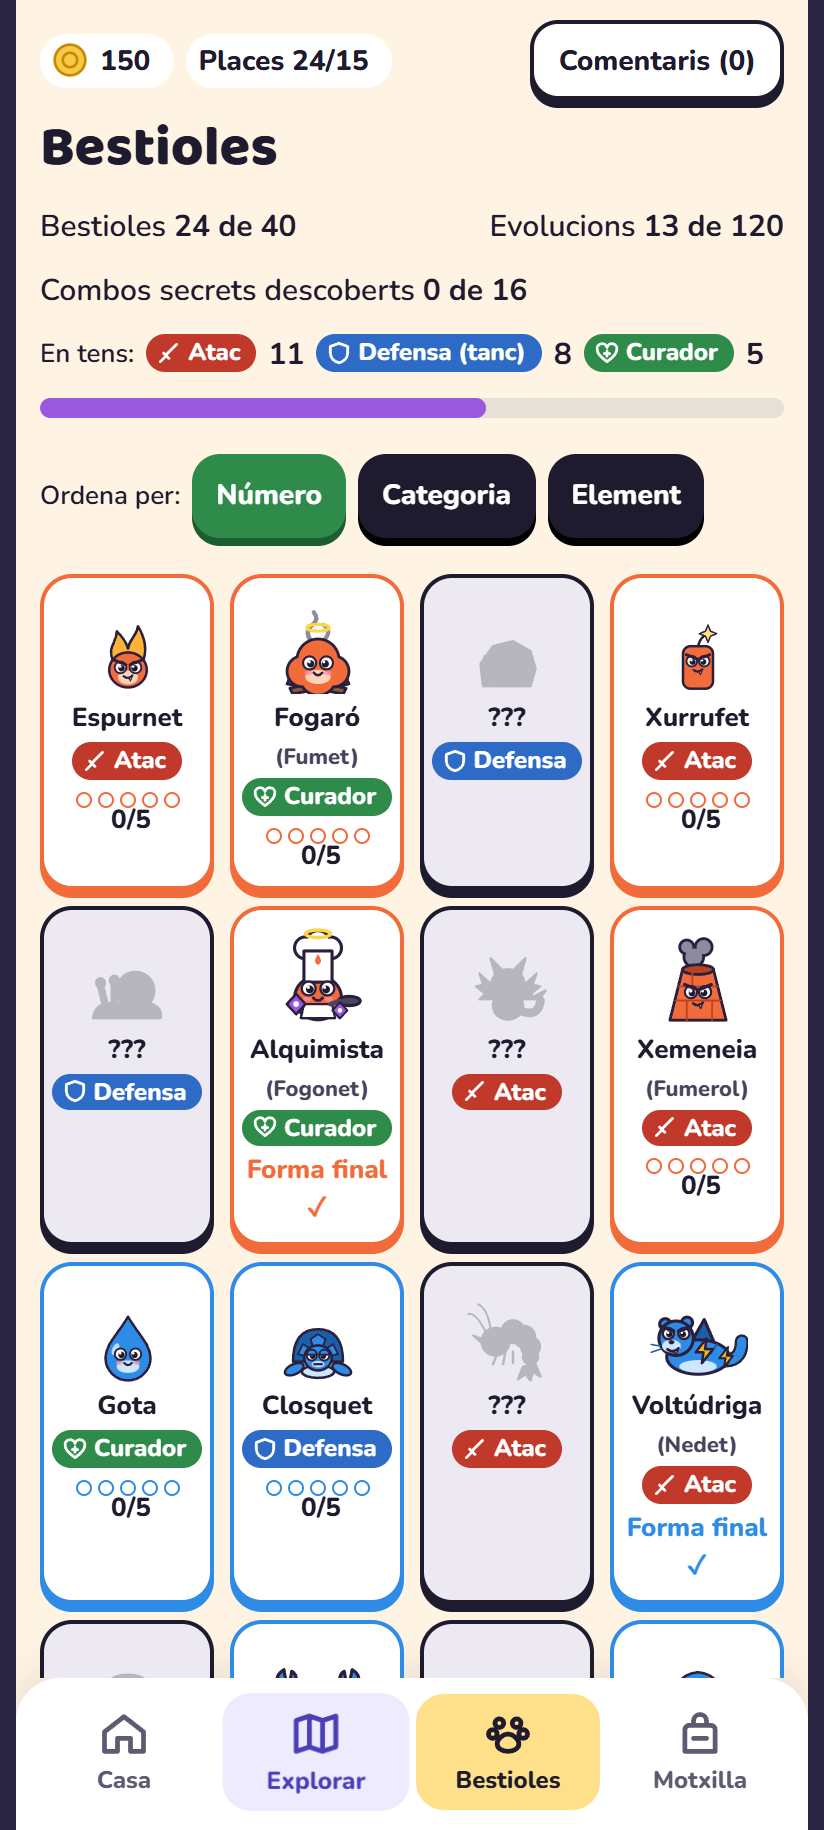 150
Places 24/15
Comentaris (0)
Bestioles
Bestioles 24 de 40
Evolucions 13 de 120
Combos secrets descoberts 0 de 16
En tens: Atac 11 Defensa (tanc) 8 Curador 5
Ordena per: Número Categoria Element
Espurnet
Atac
0/5
Fogaró
(Fumet)
Curador
0/5
???
Defensa
Xurrufet
Atac
0/5
???
Defensa
Alquimista
(Fogonet)
Curador
Forma final
✓
???
Atac
Xemeneia
(Fumerol)
Atac
0/5
Gota
Curador
0/5
Closquet
Defensa
0/5
???
Atac
Voltúdriga
(Nedet)
Atac
Forma final
✓
Casa
Explorar
Bestioles
Motxilla